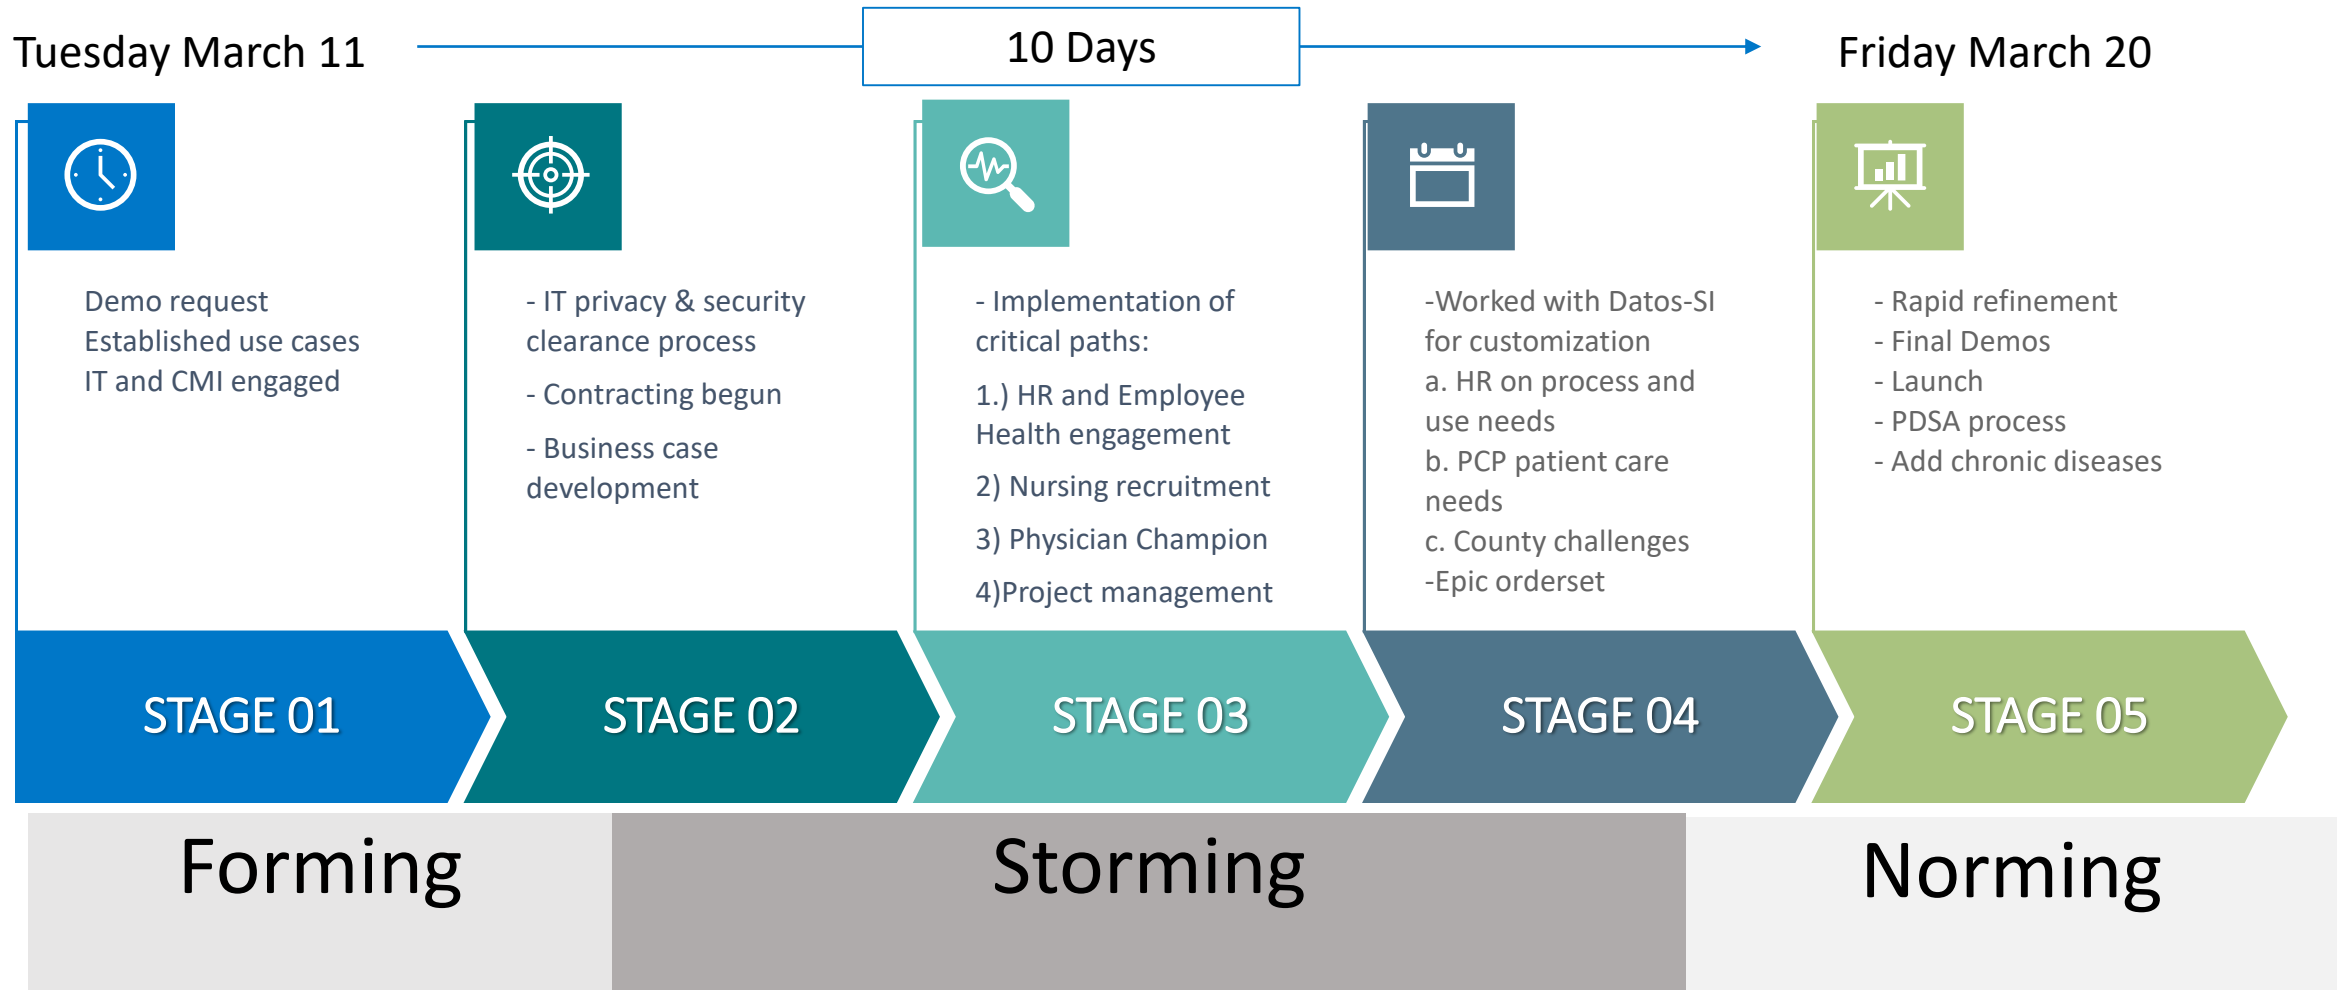 Tuesday March 11
10 Days
Friday March 20
Demo request
Established use cases
IT and CMI engaged
- IT privacy & security
clearance process
- Contracting begun
- Business case
development
- Implementation of
critical paths:
1.) HR and Employee
Health engagement
2) Nursing recruitment
3) Physician Champion
4)Project management
-Worked with Datos-SI
for customization
a. HR on process and
use needs
b. PCP patient care
needs
c. County challenges
-Epic orderset
- Rapid refinement
- Final Demos
- Launch
- PDSA process
- Add chronic diseases
STAGE 01
STAGE 02
STAGE 03
STAGE 04
STAGE 05
Forming
Storming
Norming